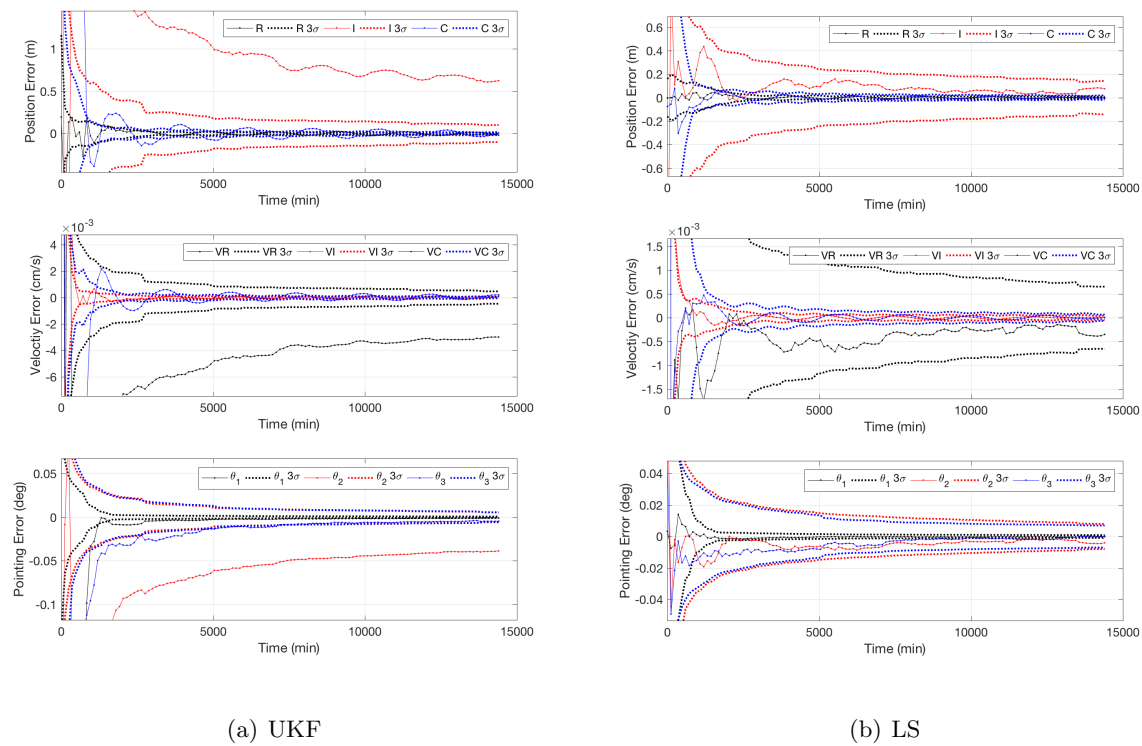 R R 3σ I I 3σ C C 3σ
Position Error (m)
1
0.5
0
0 5000 10000 15000
Time (min)
×10⁻³
VR VR 3σ VI VI 3σ VC VC 3σ
Veloctiy Error (cm/s)
4
2
0
-2
-4
-6
0 5000 10000 15000
Time (min)
θ₁ θ₁ 3σ θ₂ θ₂ 3σ θ₃ θ₃ 3σ
Pointing Error (deg)
0.05
0
-0.05
-0.1
0 5000 10000 15000
Time (min)
(a) UKF
R R 3σ I I 3σ C C 3σ
Position Error (m)
0.6
0.4
0.2
0
-0.2
-0.4
-0.6
0 5000 10000 15000
Time (min)
×10⁻³
VR VR 3σ VI VI 3σ VC VC 3σ
Veloctiy Error (cm/s)
1.5
1
0.5
0
-0.5
-1
-1.5
0 5000 10000 15000
Time (min)
θ₁ θ₁ 3σ θ₂ θ₂ 3σ θ₃ θ₃ 3σ
Pointing Error (deg)
0.04
0.02
0
-0.02
-0.04
0 5000 10000 15000
Time (min)
(b) LS